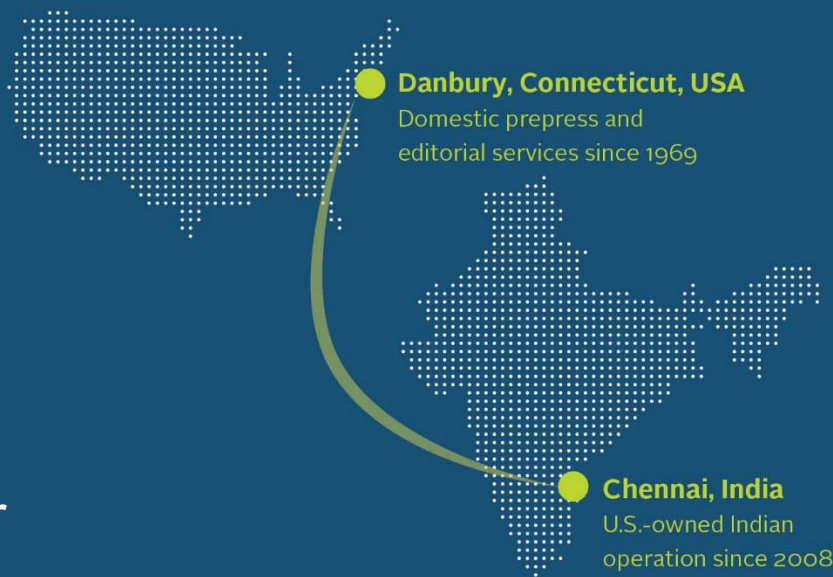 Danbury, Connecticut, USA
Domestic prepress and
editorial services since 1969
Chennai, India
U.S.-owned Indian
operation since 2008